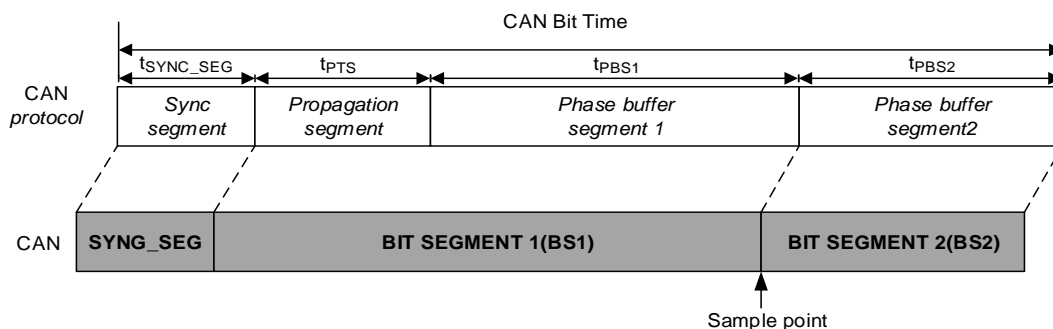 CAN Bit Time
tSYNC_SEG tPTS tPBS1 tPBS2
CAN protocol
Sync segment
Propagation segment
Phase buffer segment 1
Phase buffer segment2
CAN
SYNG_SEG BIT SEGMENT 1(BS1) BIT SEGMENT 2(BS2)
Sample point